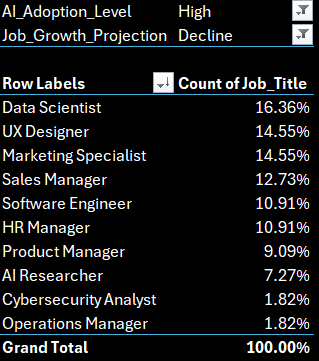 AI_Adoption_Level High
Job_Growth_Projection Decline
Row Labels Count of Job_Title
Data Scientist 16.36%
UX Designer 14.55%
Marketing Specialist 14.55%
Sales Manager 12.73%
Software Engineer 10.91%
HR Manager 10.91%
Product Manager 9.09%
AI Researcher 7.27%
Cybersecurity Analyst 1.82%
Operations Manager 1.82%
Grand Total 100.00%